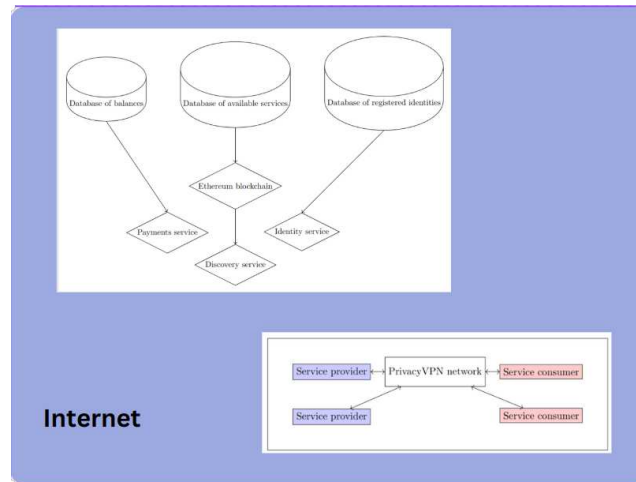 Database of balances
Database of available services
Database of registered identities
Ethereum blockchain
Payments service
Identity service
Discovery service
Service provider
PrivacyVPN network
Service consumer
Service provider
Service consumer
Internet